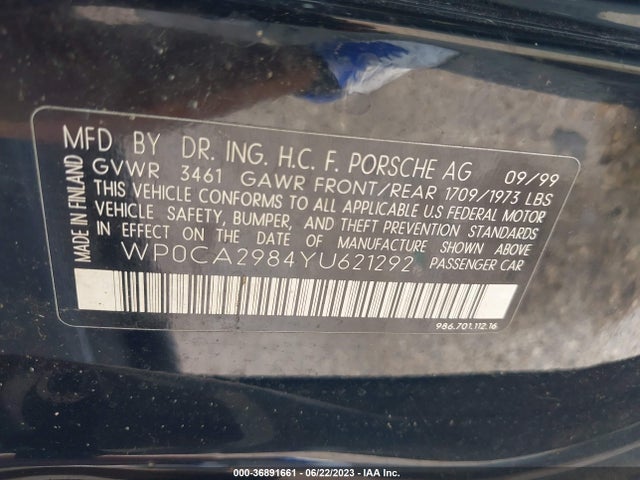 MFD BY DR. ING. H.C. F. PORSCHE AG 09/99
GVWR 3461 GAWR FRONT/REAR 1709/1973 LBS
THIS VEHICLE CONFORMS TO ALL APPLICABLE U.S FEDERAL MOTOR
VEHICLE SAFETY, BUMPER, AND THEFT PREVENTION STANDARDS
IN EFFECT ON THE DATE OF MANUFACTURE SHOWN ABOVE
WP0CA2984YU621292 PASSENGER CAR
MADE IN FINLAND
986.701.112.16
000-36891661 - 06/22/2023 - IAA Inc.